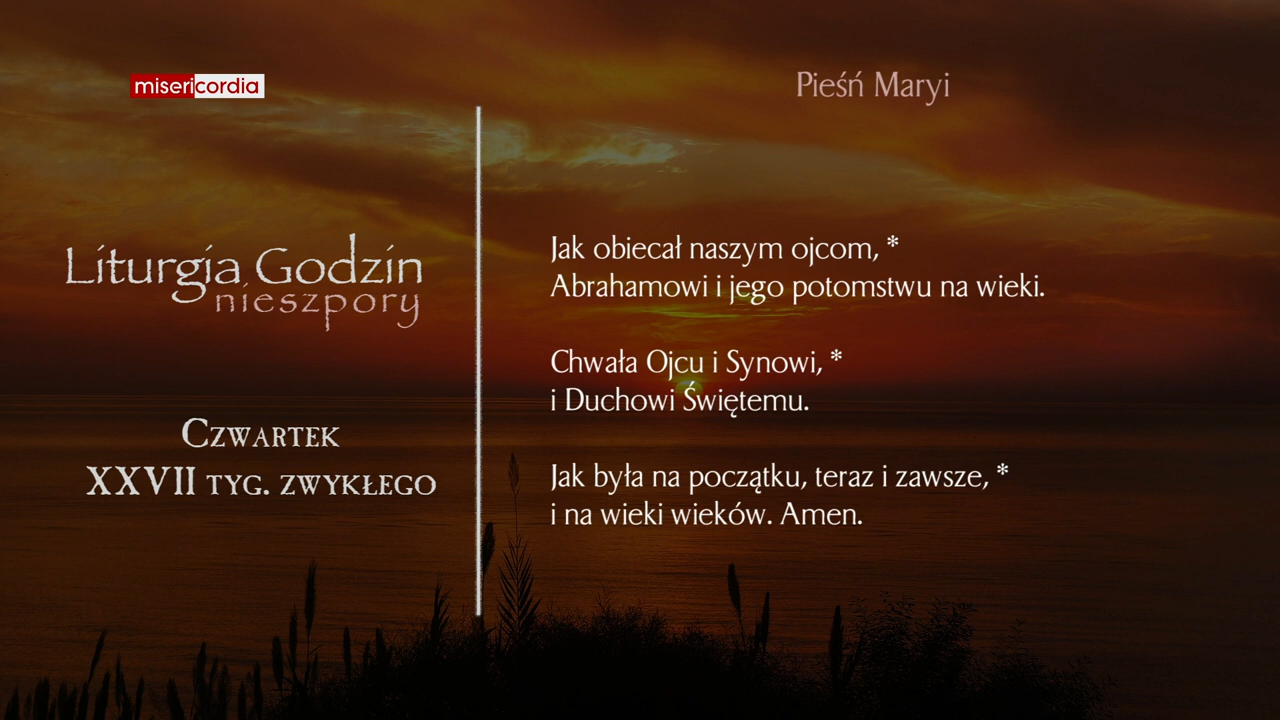 misericordia
Liturgia Godzin
nieszpory
Czwartek
XXVII tyg. zwykłego
Pieśń Maryi
Jak obiecał naszym ojcom, *
Abrahamowi i jego potomstwu na wieki.
Chwała Ojcu i Synowi, *
i Duchowi Świętemu.
Jak była na początku, teraz i zawsze, *
i na wieki wieków. Amen.